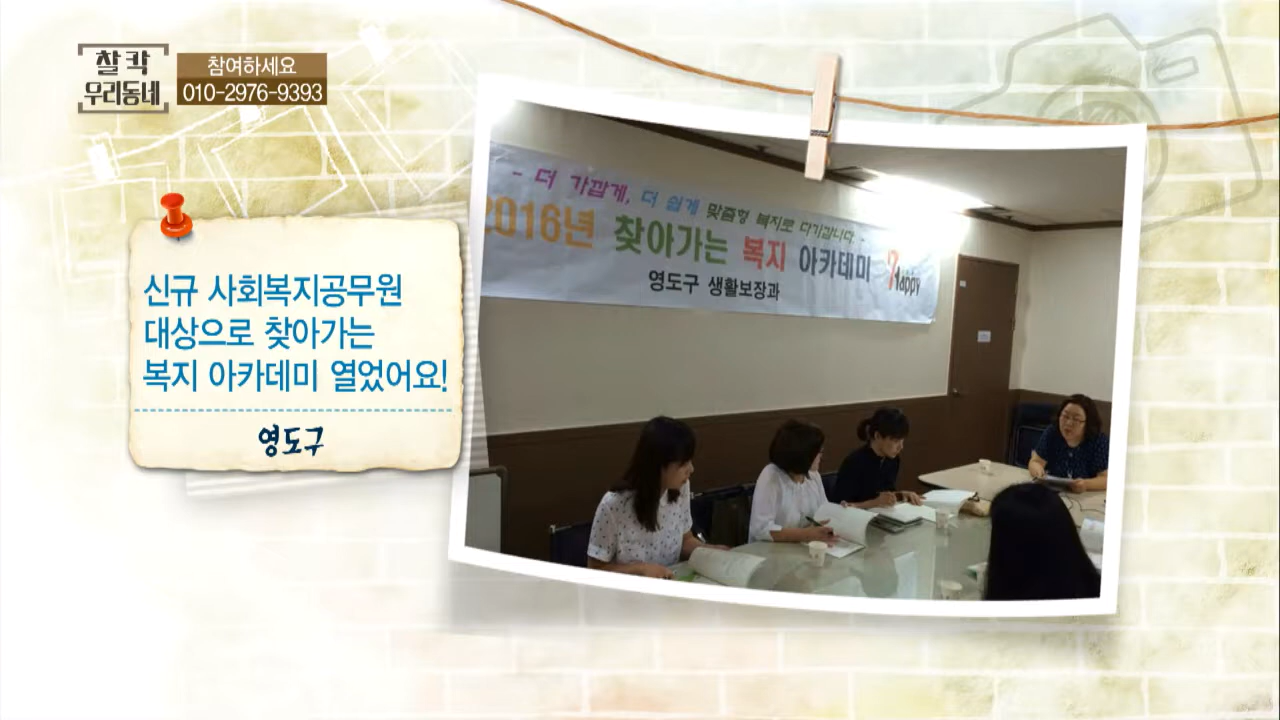 찰칵
우리동네
참여하세요
010-2976-9393
신규 사회복지공무원
대상으로 찾아가는
복지 아카데미 열었어요!
영도구
- 더 가깝게, 더 쉽게 맞춤형 복지로 다가갑니다 -
2016년 찾아가는 복지 아카데미 Happy
영도구 생활보장과